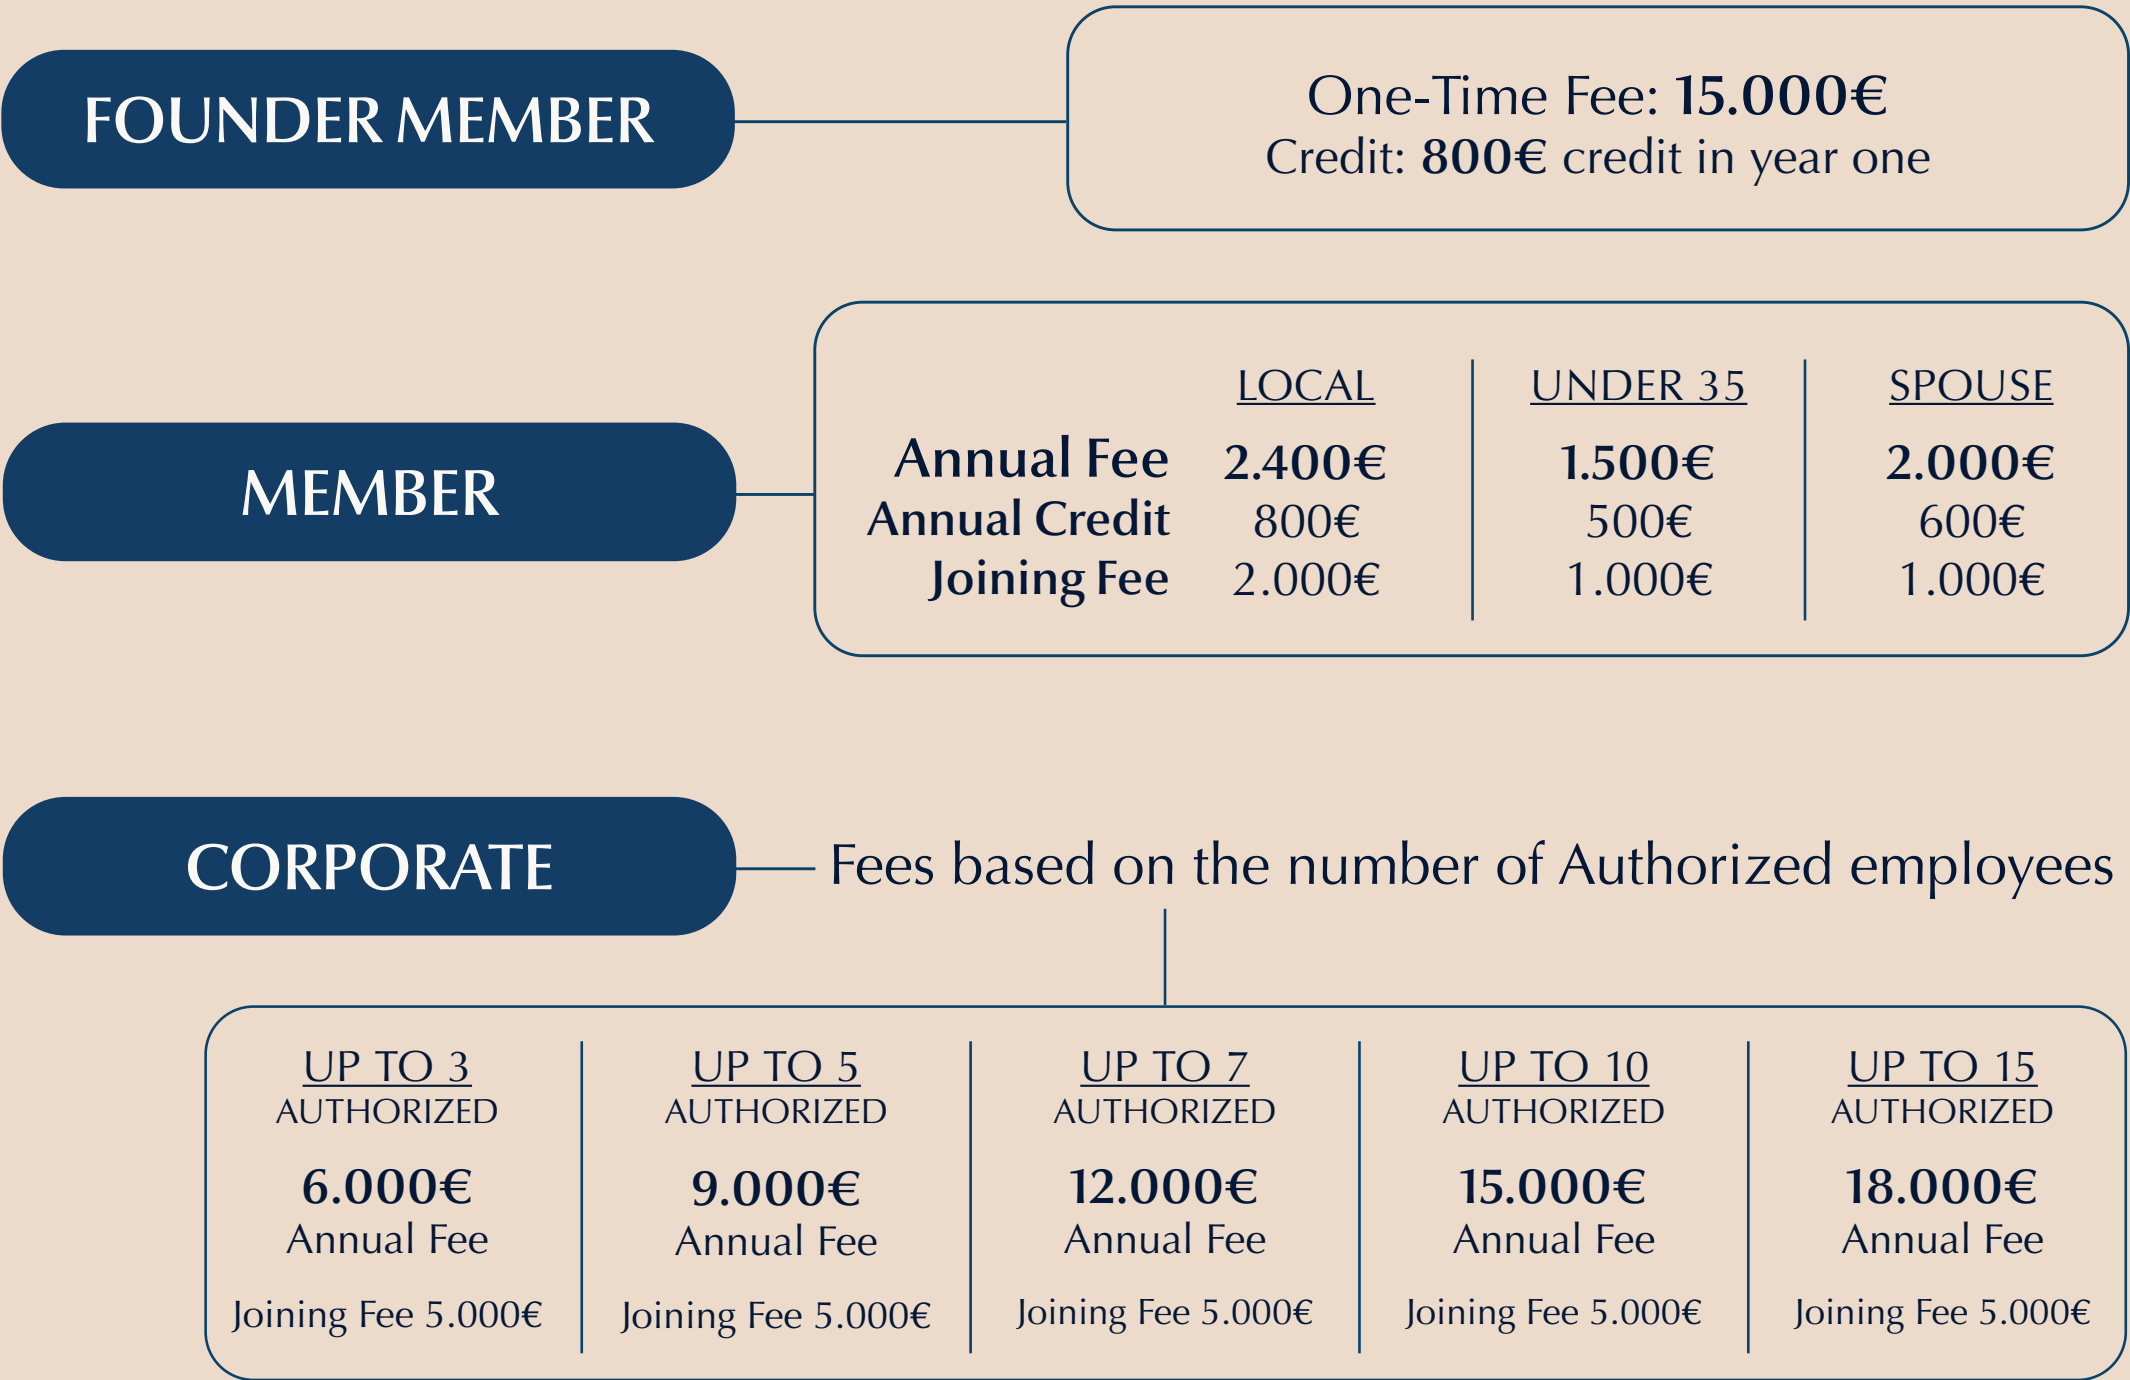 FOUNDER MEMBER
One-Time Fee: 15.000€
Credit: 800€ credit in year one
MEMBER
LOCAL UNDER 35 SPOUSE
Annual Fee 2.400€ 1.500€ 2.000€
Annual Credit 800€ 500€ 600€
Joining Fee 2.000€ 1.000€ 1.000€
CORPORATE
Fees based on the number of Authorized employees
UP TO 3
AUTHORIZED
6.000€
Annual Fee
Joining Fee 5.000€
UP TO 5
AUTHORIZED
9.000€
Annual Fee
Joining Fee 5.000€
UP TO 7
AUTHORIZED
12.000€
Annual Fee
Joining Fee 5.000€
UP TO 10
AUTHORIZED
15.000€
Annual Fee
Joining Fee 5.000€
UP TO 15
AUTHORIZED
18.000€
Annual Fee
Joining Fee 5.000€